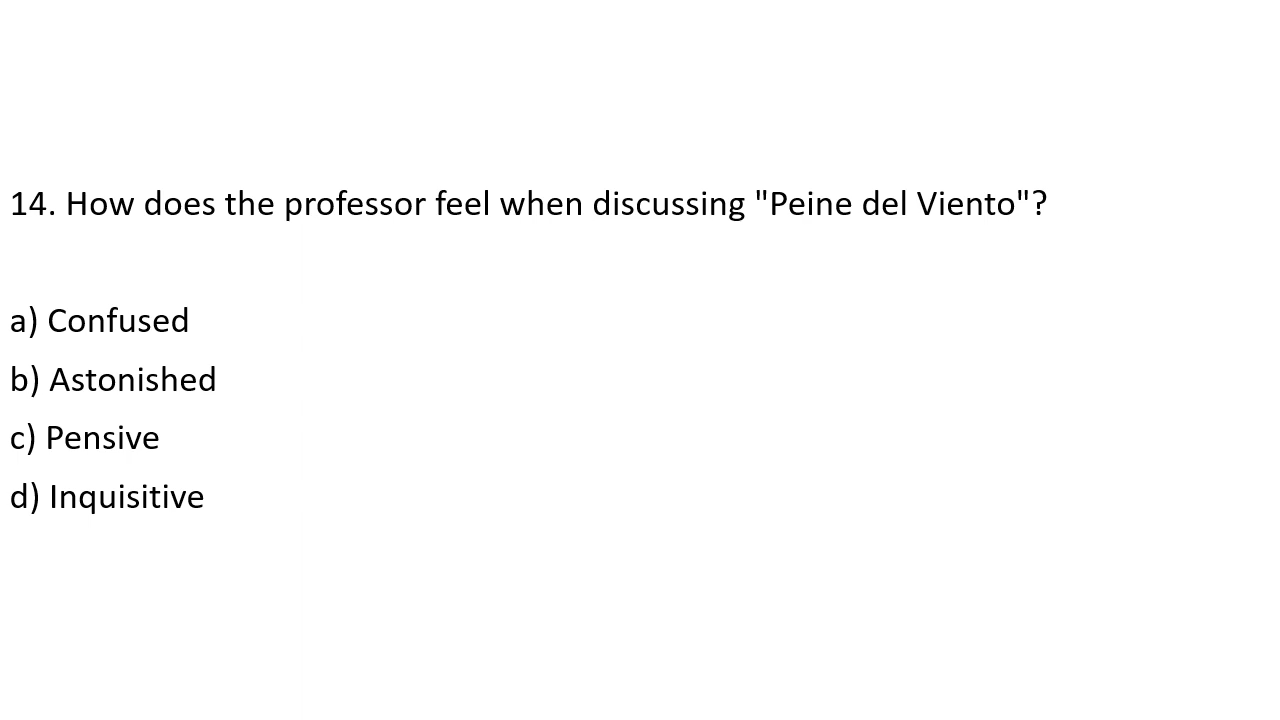 14. How does the professor feel when discussing "Peine del Viento"?
a) Confused
b) Astonished
c) Pensive
d) Inquisitive